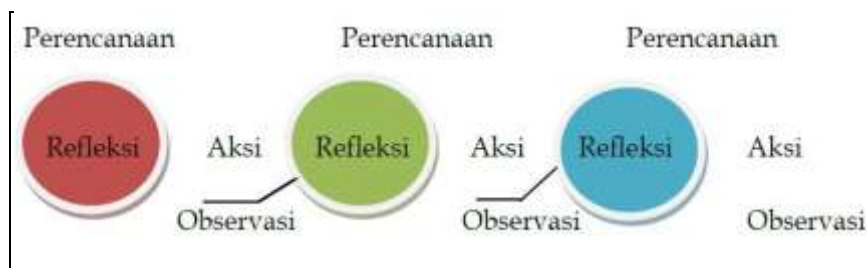 Perencanaan Perencanaan Perencanaan
Refleksi Aksi Refleksi Aksi Refleksi Aksi
Observasi Observasi Observasi